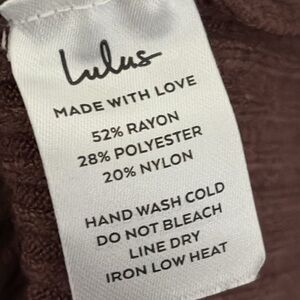 Lulus
MADE WITH LOVE
52% RAYON
28% POLYESTER
20% NYLON
HAND WASH COLD
DO NOT BLEACH
LINE DRY
IRON LOW HEAT